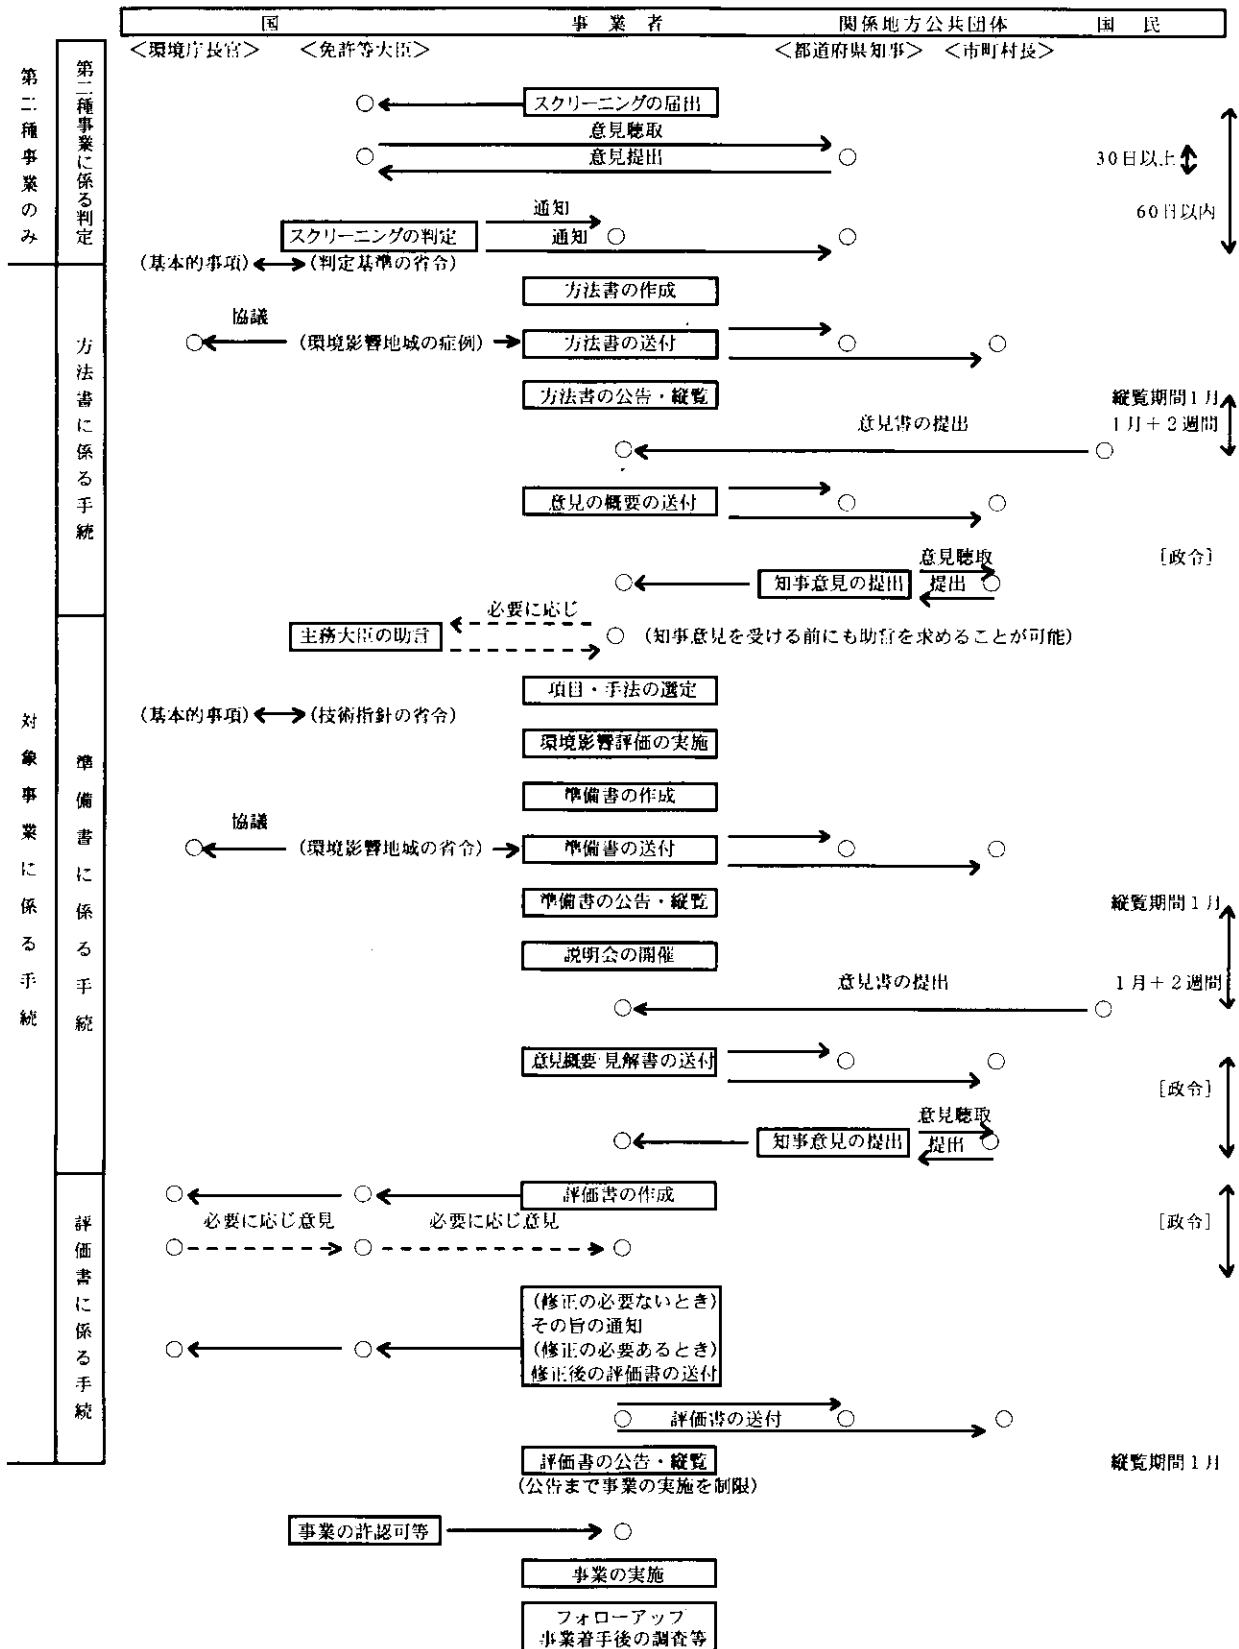 国 事業者 関係地方公共団体 国民
＜環境庁長官＞ ＜免許等大臣＞ ＜都道府県知事＞ ＜市町村長＞
第二種事業のみ
第二種事業に係る判定
スクリーニングの届出
意見聴取
意見提出
30日以上
60日以内
通知
スクリーニングの判定 通知
(基本的事項) (判定基準の省令)
対象事業に係る手続
方法書に係る手続
方法書の作成
協議
(環境影響地域の症例) 方法書の送付
方法書の公告・縦覧 縦覧期間1月
意見書の提出 1月＋2週間
意見の概要の送付
意見聴取 [政令]
知事意見の提出 提出
準備書に係る手続
必要に応じ
主務大臣の助言 (知事意見を受ける前にも助言を求めることが可能)
項目・手法の選定
(基本的事項) (技術指針の省令)
環境影響評価の実施
準備書の作成
協議
(環境影響地域の省令) 準備書の送付
準備書の公告・縦覧 縦覧期間1月
説明会の開催
意見書の提出 1月＋2週間
意見概要・見解書の送付
[政令]
意見聴取
知事意見の提出 提出
評価書に係る手続
評価書の作成
必要に応じ意見 必要に応じ意見 [政令]
(修正の必要ないとき)
その旨の通知
(修正の必要あるとき)
修正後の評価書の送付
評価書の送付
評価書の公告・縦覧 縦覧期間1月
(公告まで事業の実施を制限)
事業の許認可等
事業の実施
フォローアップ
事業着手後の調査等